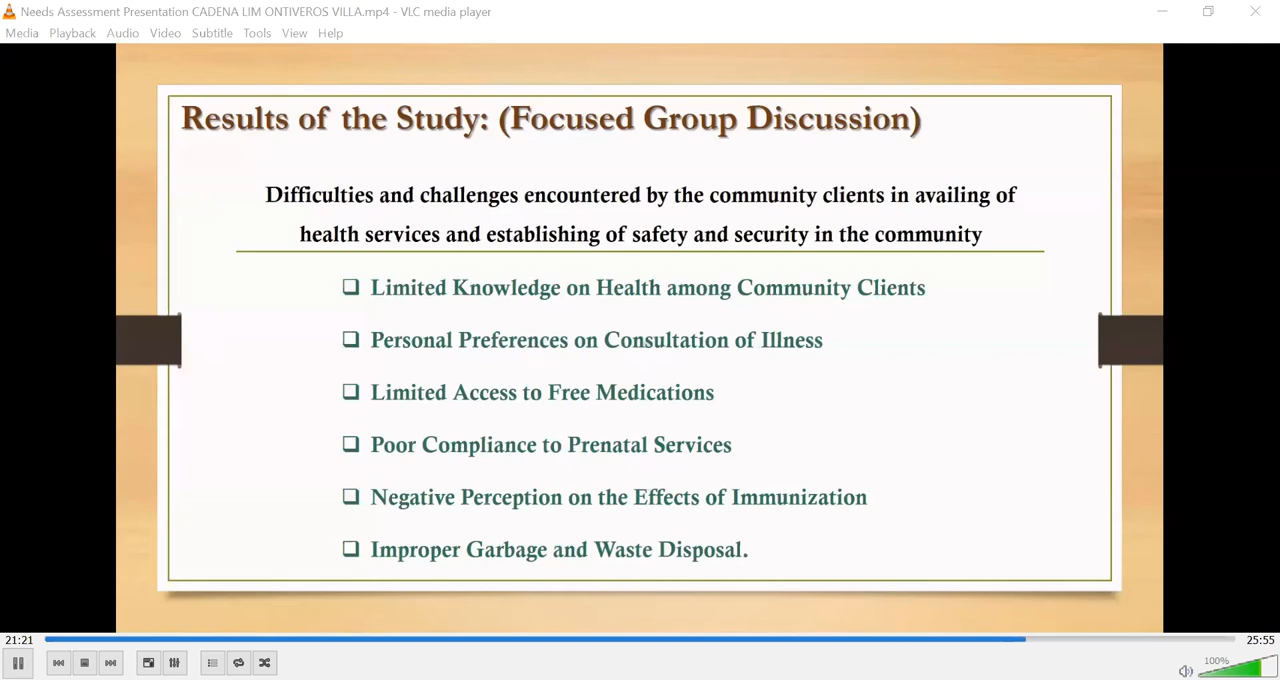 Needs Assessment Presentation CADENA LIM ONTIVEROS VILLA.mp4 - VLC media player
Media Playback Audio Video Subtitle Tools View Help
Results of the Study: (Focused Group Discussion)
Difficulties and challenges encountered by the community clients in availing of
health services and establishing of safety and security in the community
Limited Knowledge on Health among Community Clients
Personal Preferences on Consultation of Illness
Limited Access to Free Medications
Poor Compliance to Prenatal Services
Negative Perception on the Effects of Immunization
Improper Garbage and Waste Disposal.
21:21 25:55
100%